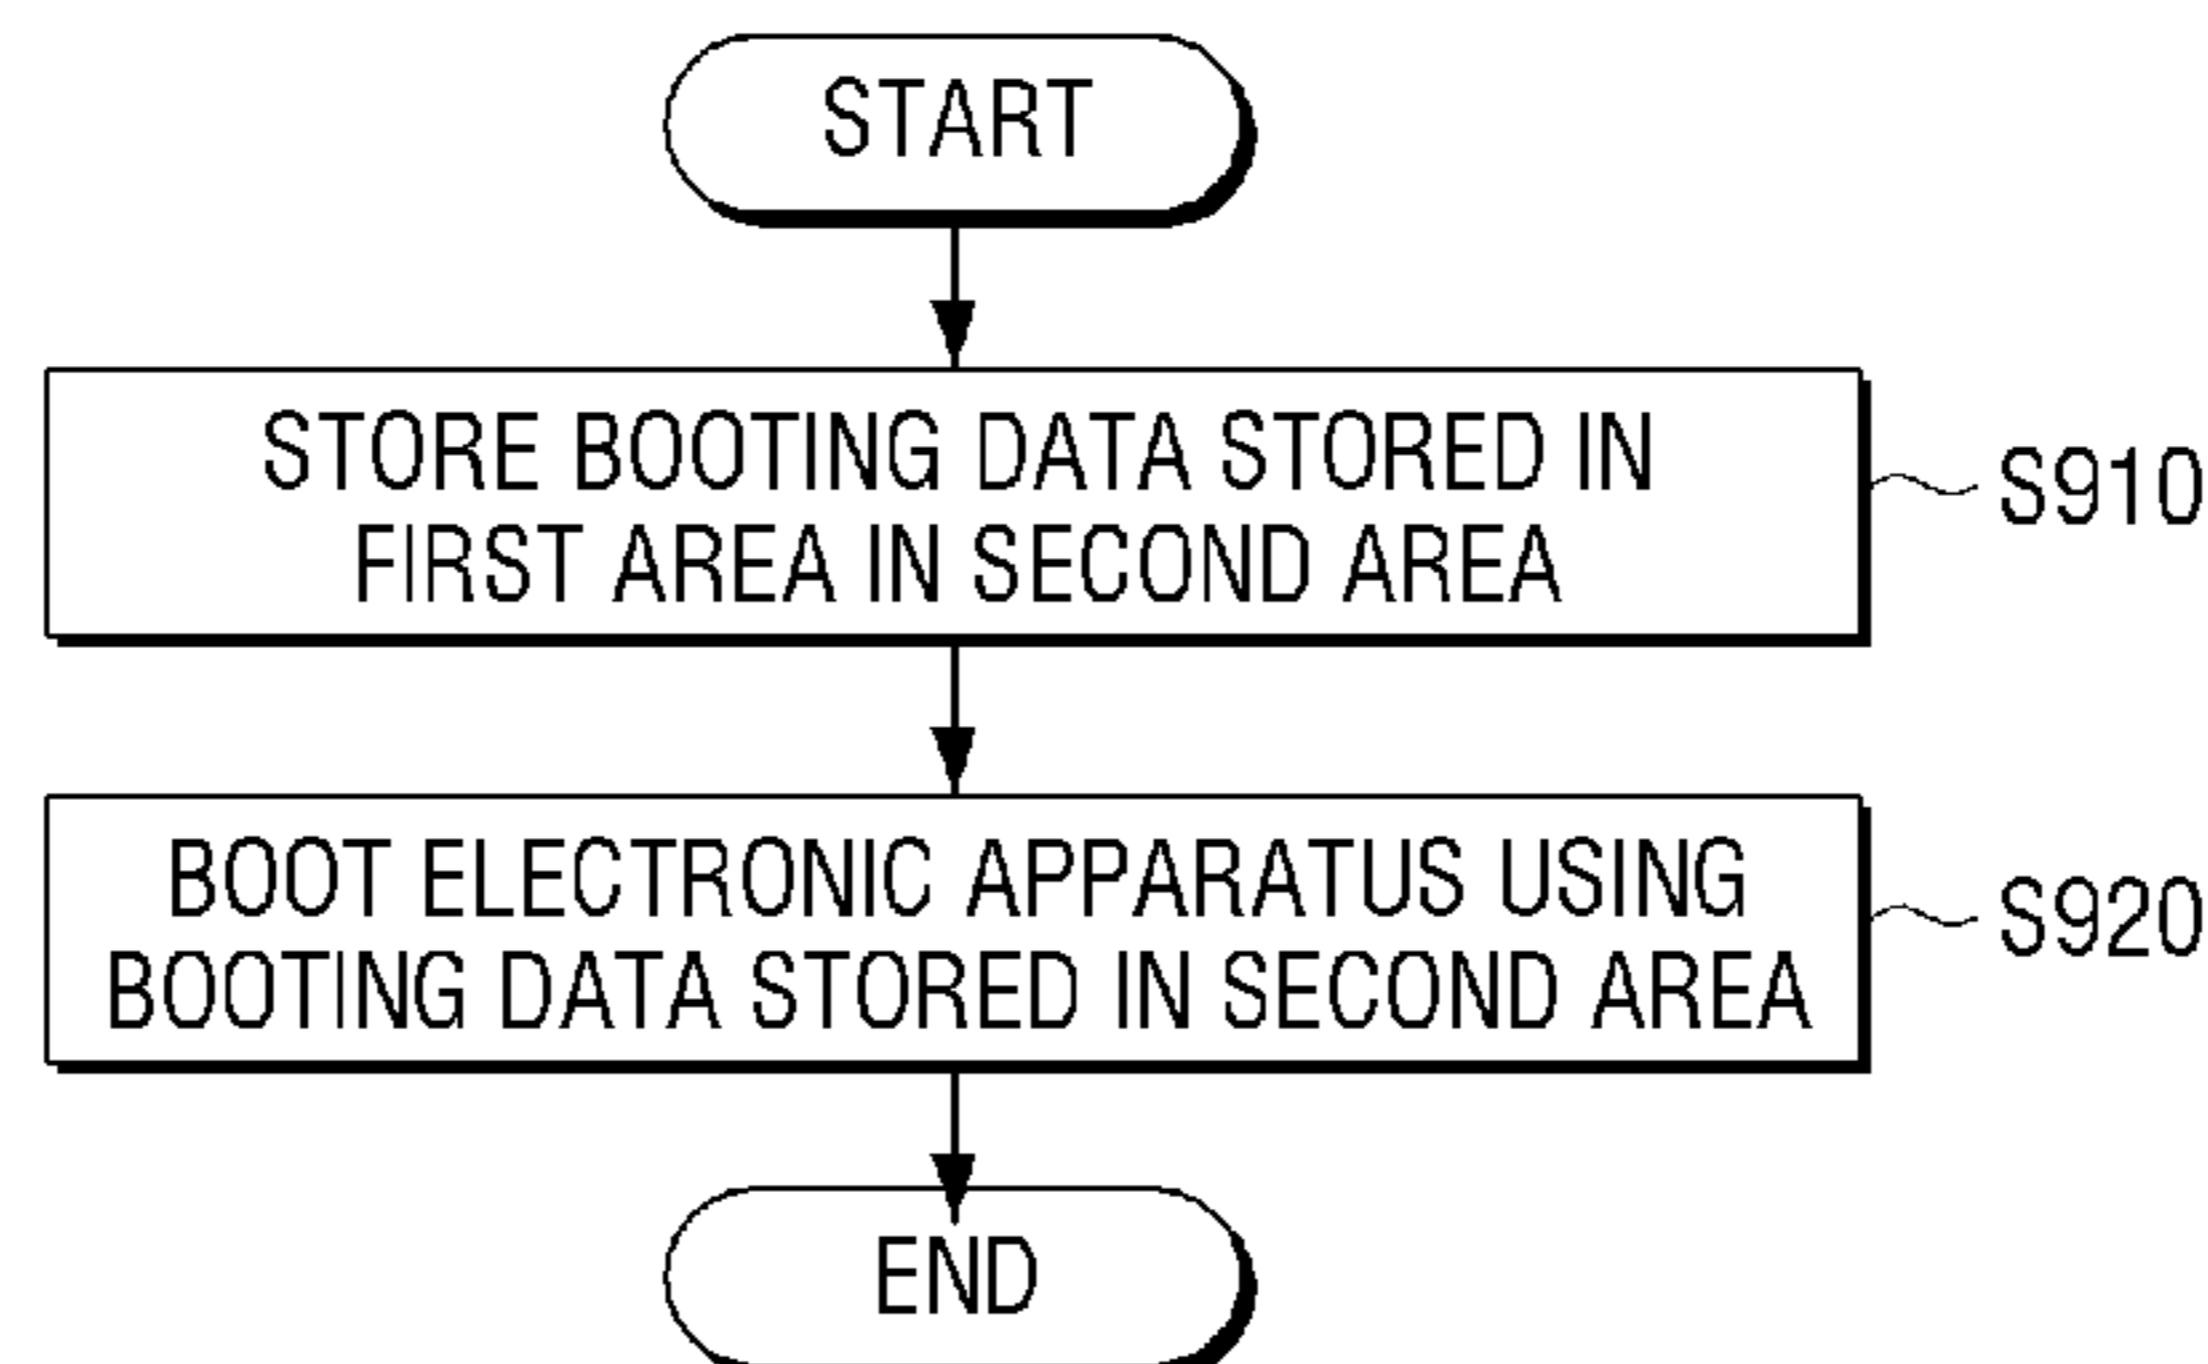 START
STORE BOOTING DATA STORED IN
FIRST AREA IN SECOND AREA
S910
BOOT ELECTRONIC APPARATUS USING
BOOTING DATA STORED IN SECOND AREA
S920
END